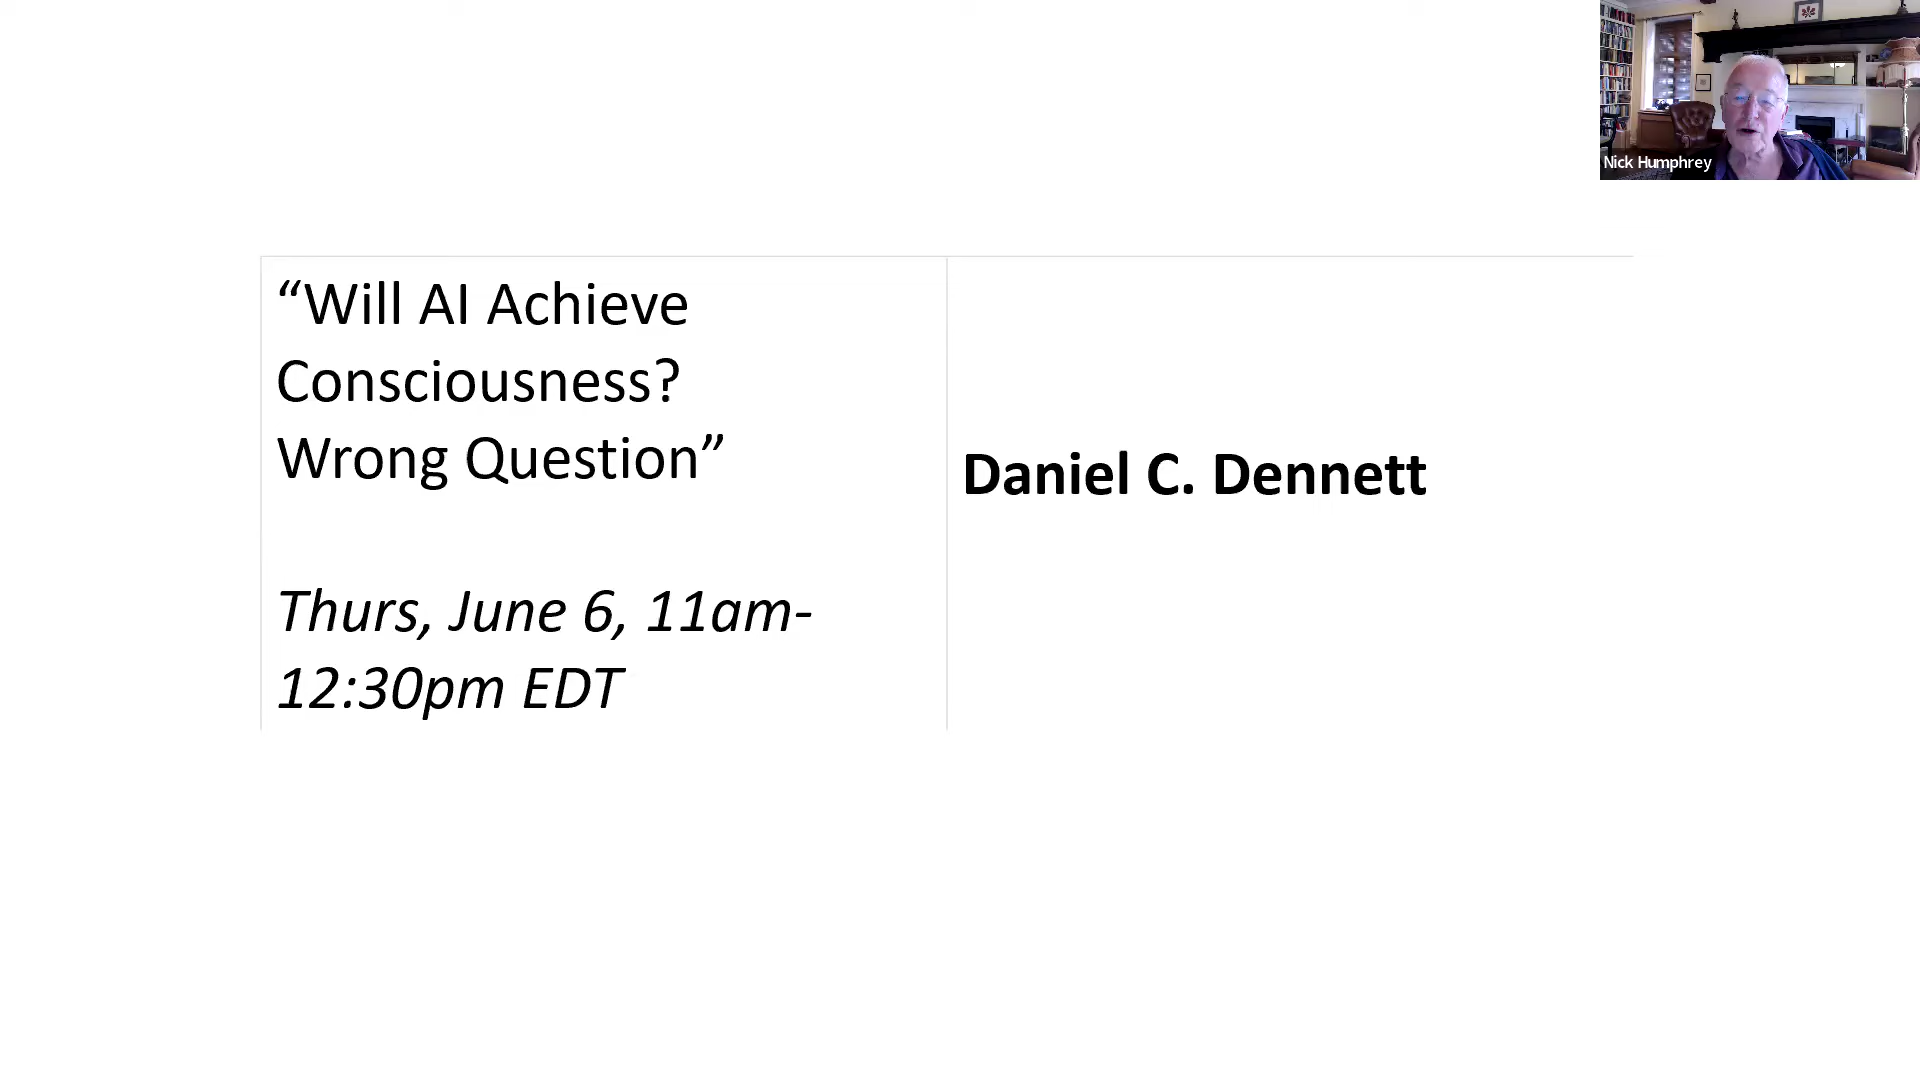 Nick Humphrey
“Will AI Achieve
Consciousness?
Wrong Question”
Thurs, June 6, 11am-
12:30pm EDT
Daniel C. Dennett